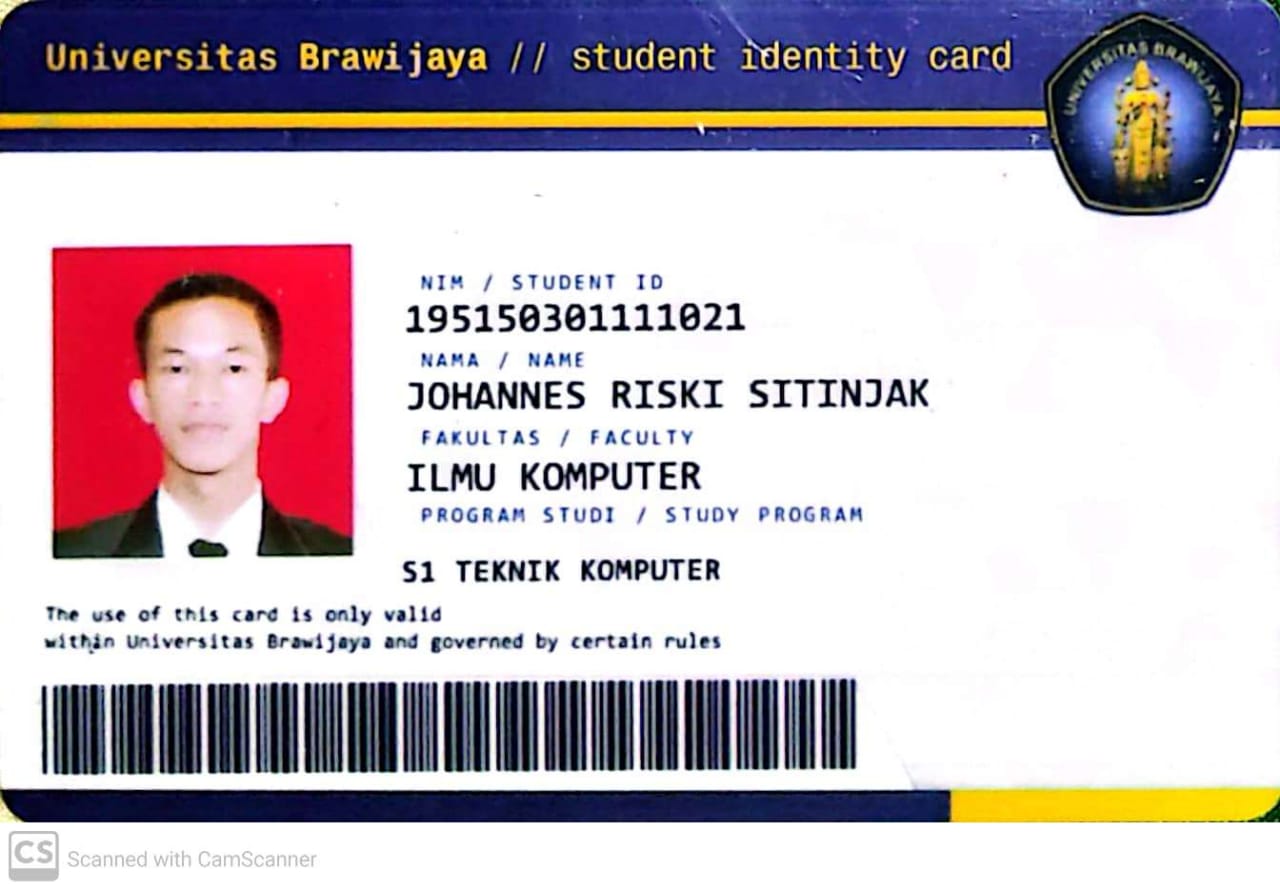 Universitas Brawijaya // student identity card
UNIVERSITAS BRAWIJAYA
NIM / STUDENT ID
195150301111021
NAMA / NAME
JOHANNES RISKI SITINJAK
FAKULTAS / FACULTY
ILMU KOMPUTER
PROGRAM STUDI / STUDY PROGRAM
S1 TEKNIK KOMPUTER
The use of this card is only valid
within Universitas Brawijaya and governed by certain rules
CS Scanned with CamScanner